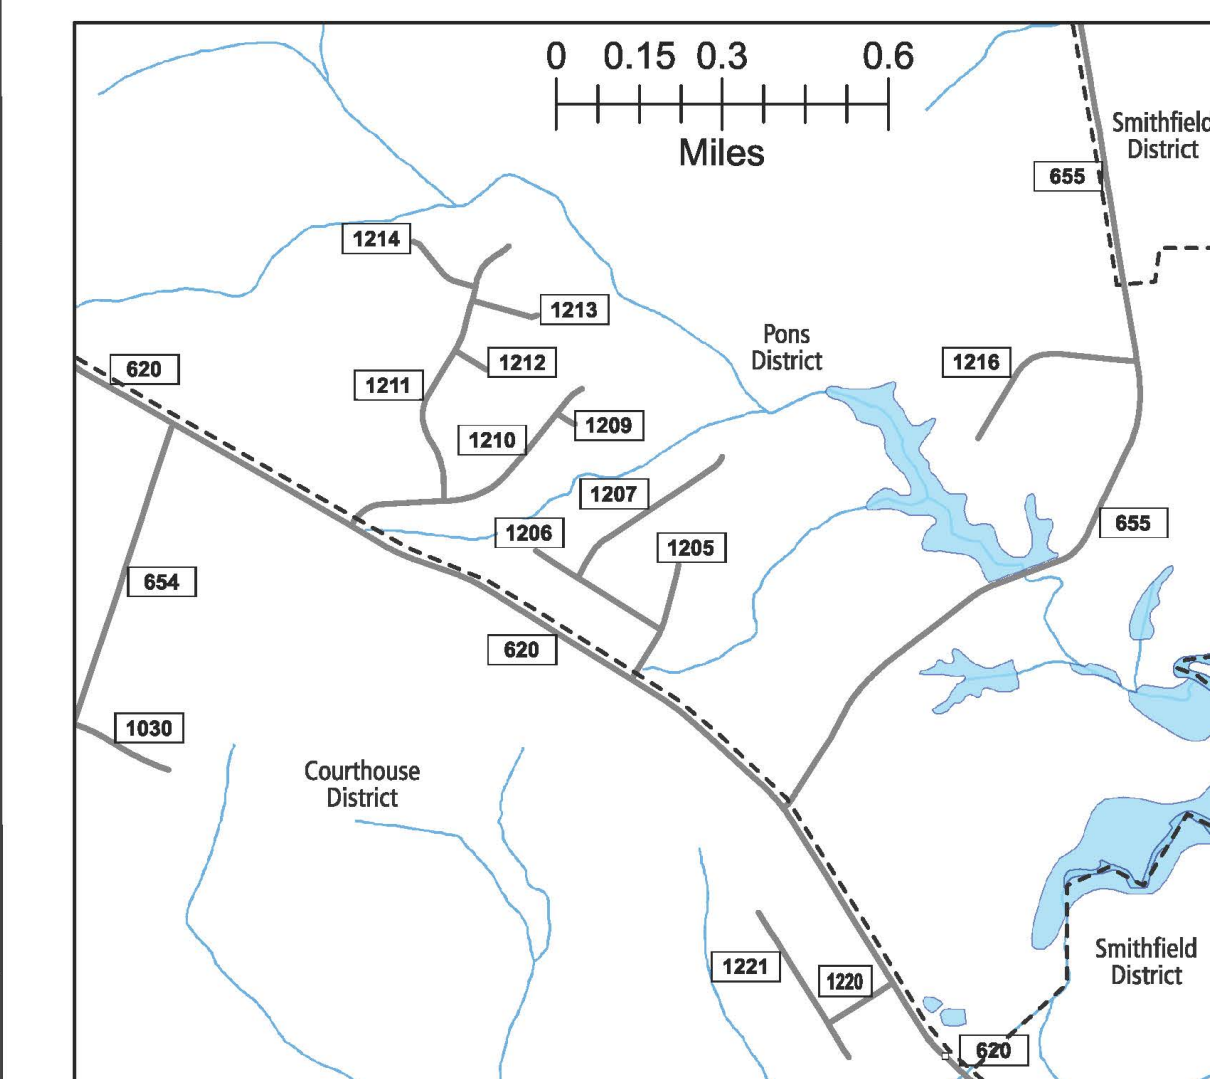 0 0.15 0.3 0.6
Miles
Smithfield
District
655
1214
1213
Pons
District
1212
1216
620
1211
1209
1210
1207
655
1206
1205
654
620
1030
Courthouse
District
Smithfield
District
1221
1220
620